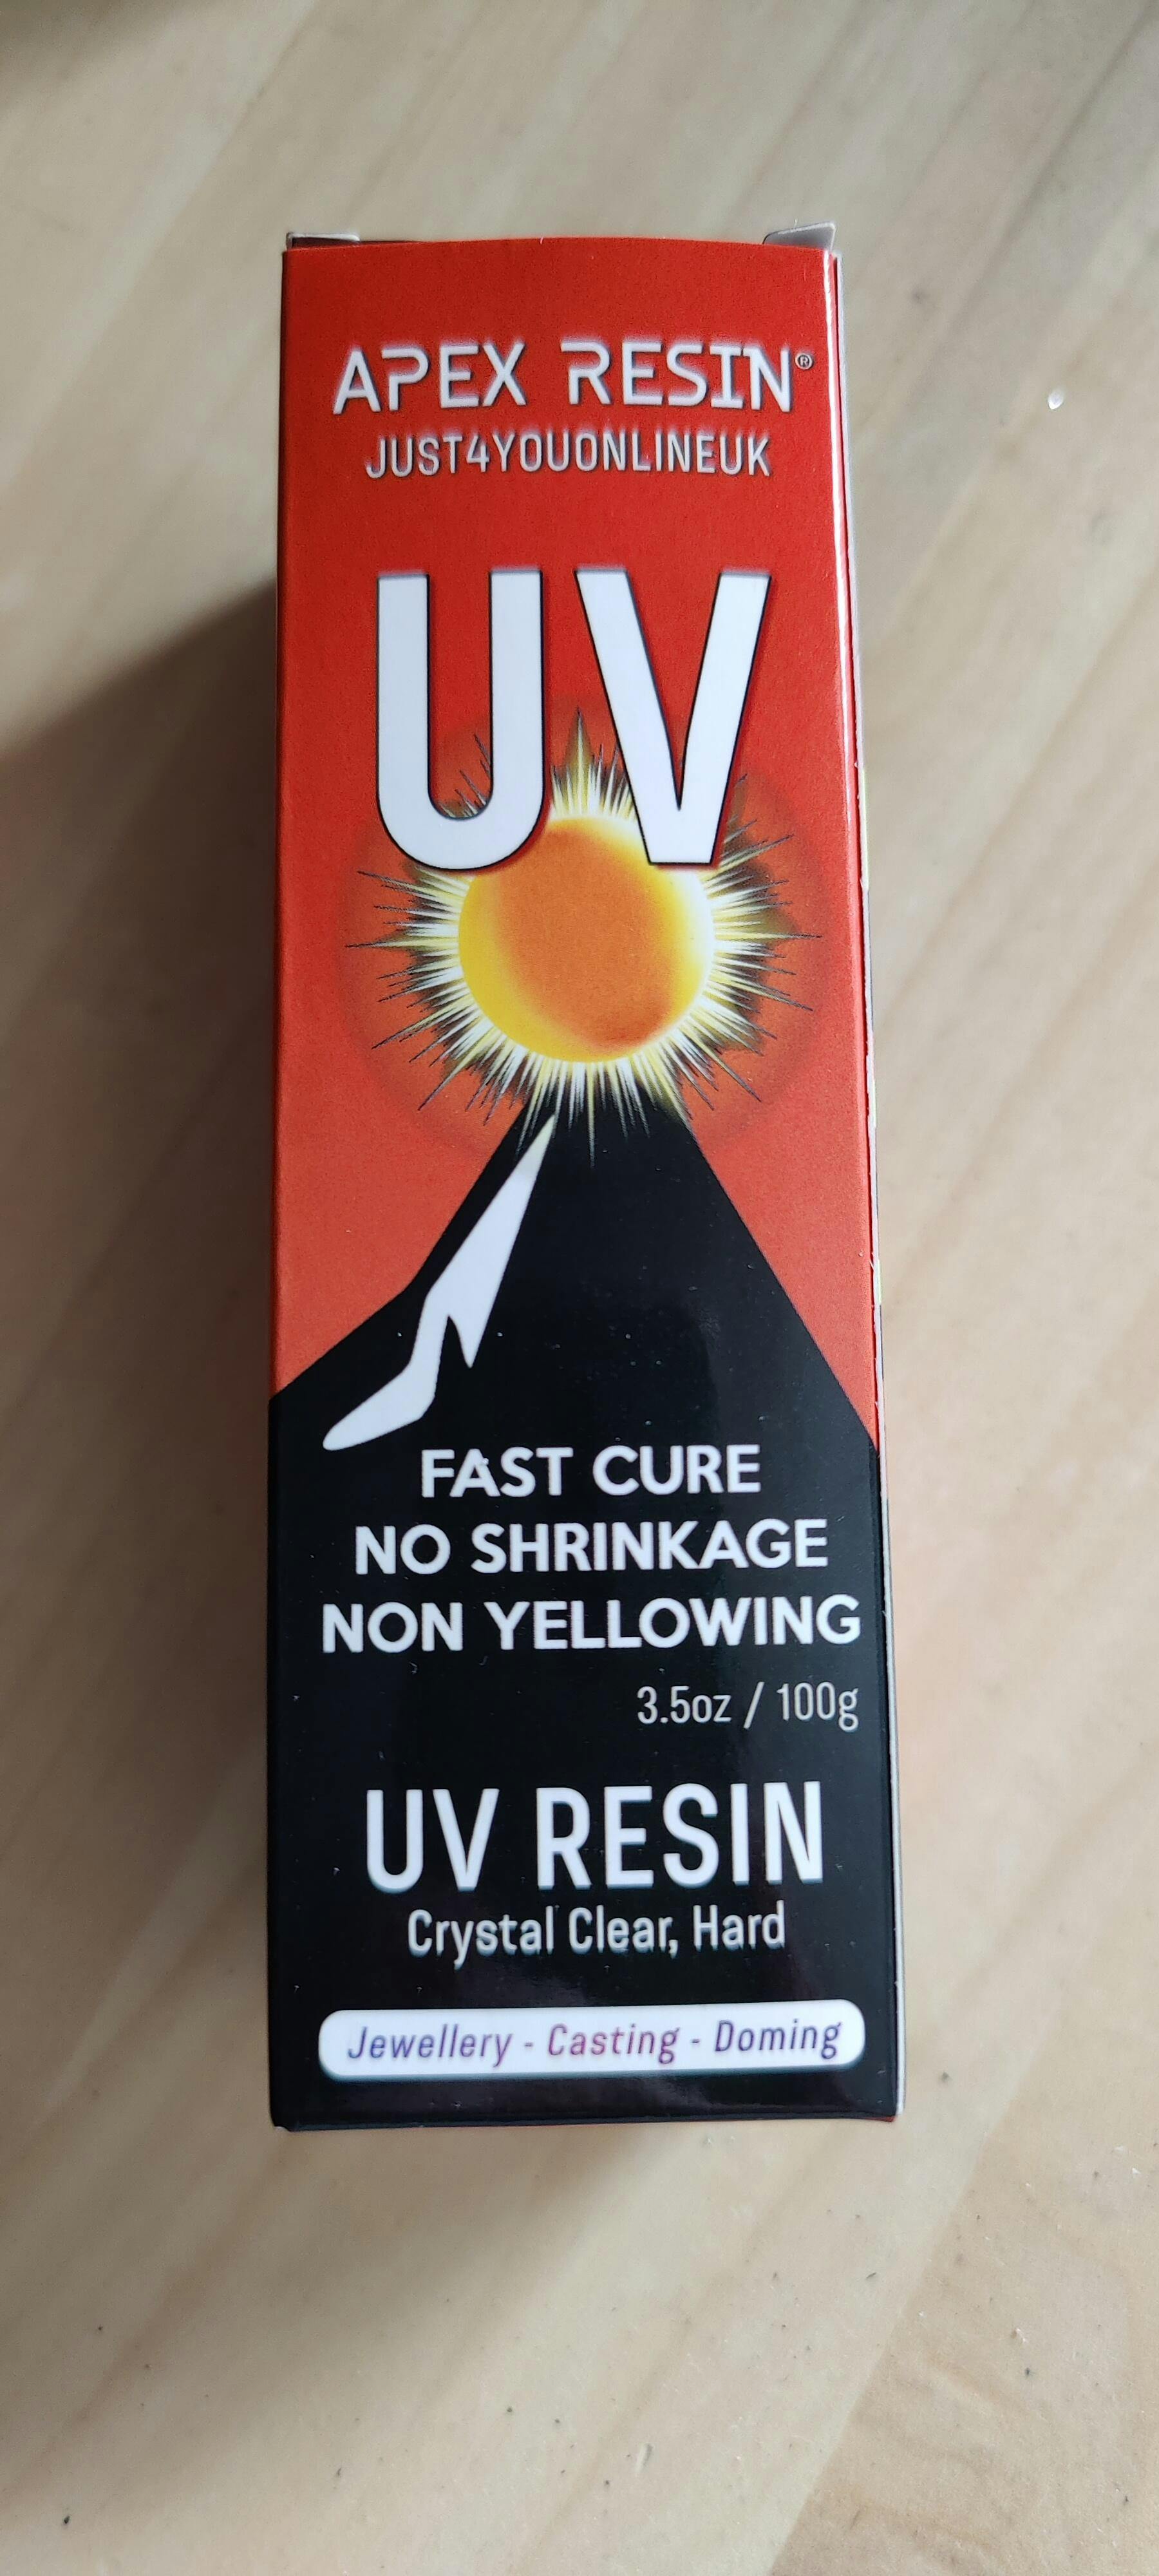 APEX RESIN®
JUST4YOUONLINEUK
UV
FAST CURE
NO SHRINKAGE
NON YELLOWING
3.5oz / 100g
UV RESIN
Crystal Clear, Hard
Jewellery - Casting - Doming